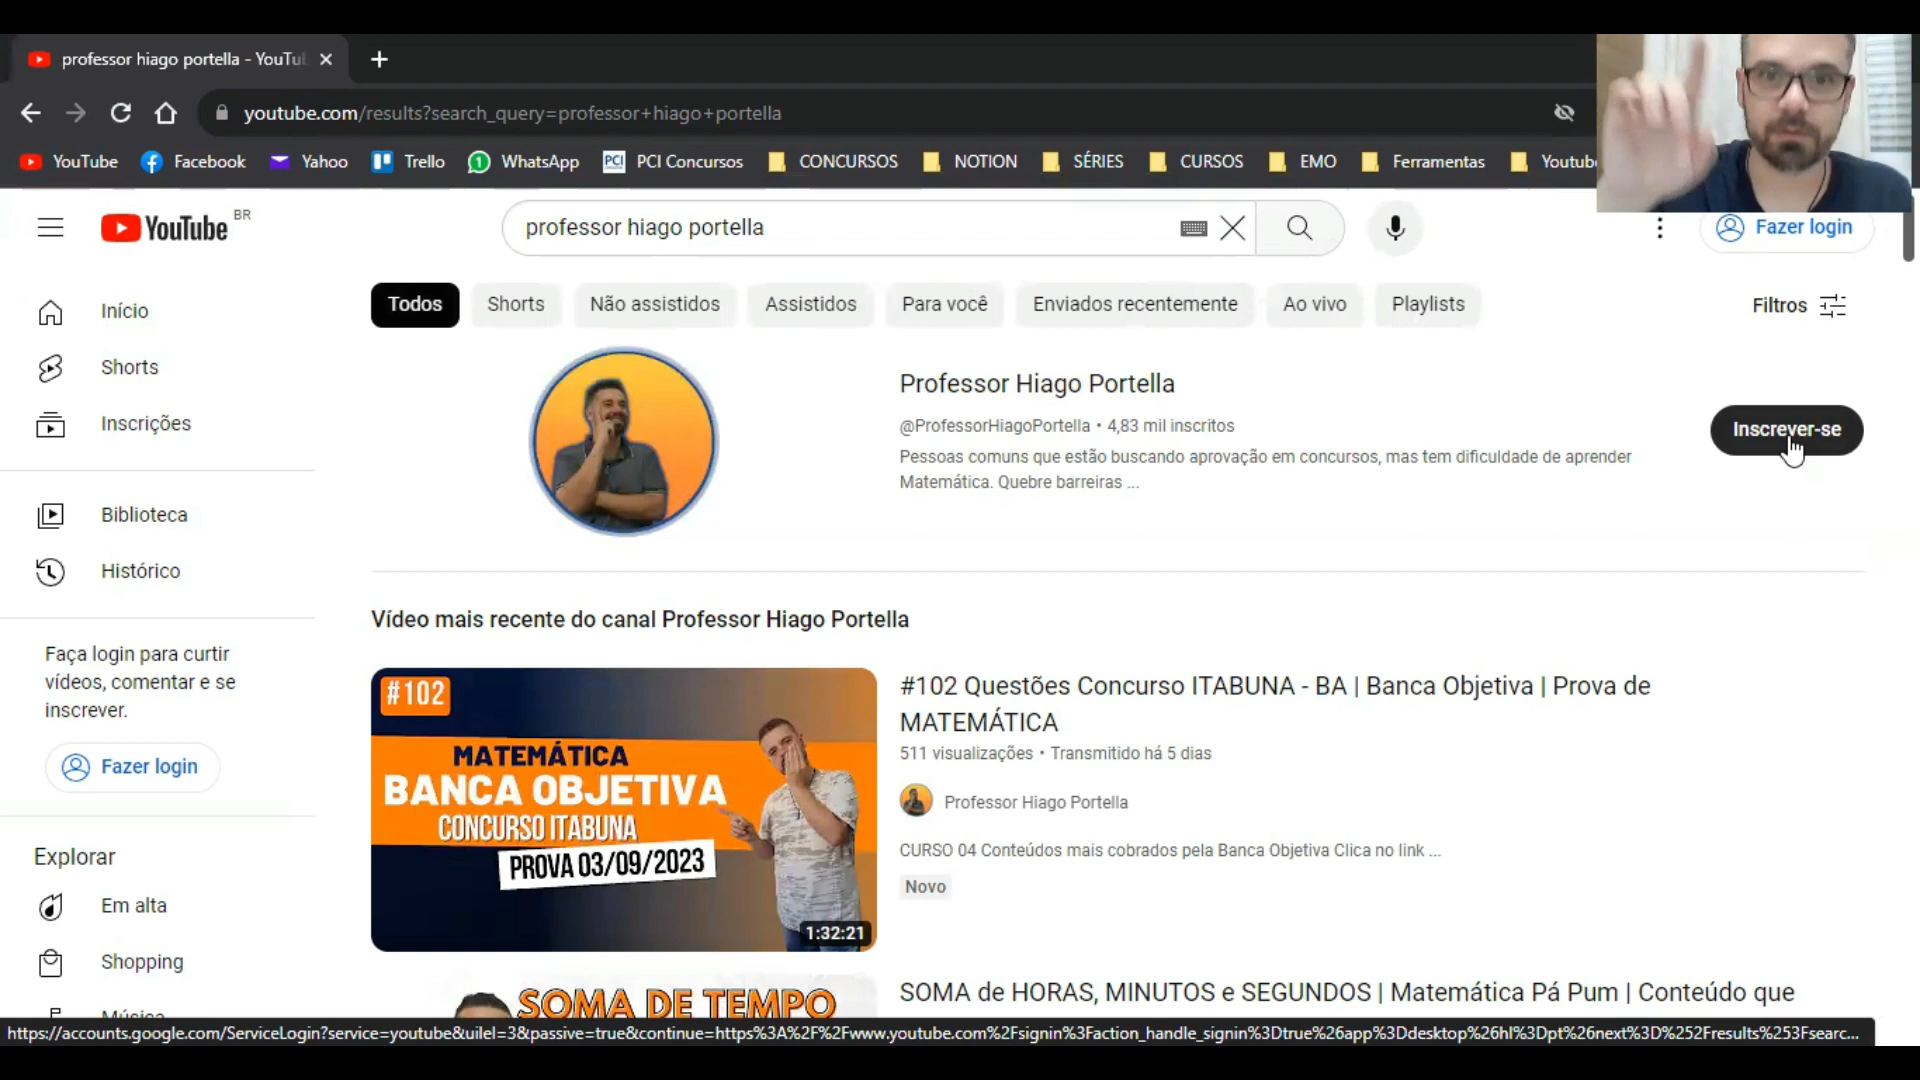 professor hiago portella - YouTu
youtube.com/results?search_query=professor+hiago+portella
YouTube Facebook Yahoo Trello WhatsApp PCI PCI Concursos CONCURSOS NOTION SÉRIES CURSOS EMO Ferramentas Youtube
YouTube BR
professor hiago portella
Fazer login
Início
Shorts
Inscrições
Biblioteca
Histórico
Faça login para curtir
vídeos, comentar e se
inscrever.
Fazer login
Explorar
Em alta
Shopping
Música
Todos Shorts Não assistidos Assistidos Para você Enviados recentemente Ao vivo Playlists Filtros
Professor Hiago Portella
@ProfessorHiagoPortella • 4,83 mil inscritos
Pessoas comuns que estão buscando aprovação em concursos, mas tem dificuldade de aprender
Matemática. Quebre barreiras ...
Inscrever-se
Vídeo mais recente do canal Professor Hiago Portella
#102
MATEMÁTICA
BANCA OBJETIVA
CONCURSO ITABUNA
PROVA 03/09/2023
1:32:21
#102 Questões Concurso ITABUNA - BA | Banca Objetiva | Prova de
MATEMÁTICA
511 visualizações • Transmitido há 5 dias
Professor Hiago Portella
CURSO 04 Conteúdos mais cobrados pela Banca Objetiva Clica no link ...
Novo
SOMA DE TEMPO
SOMA de HORAS, MINUTOS e SEGUNDOS | Matemática Pá Pum | Conteúdo que
https://accounts.google.com/ServiceLogin?service=youtube&uilel=3&passive=true&continue=https%3A%2F%2Fwww.youtube.com%2Fsignin%3Faction_handle_signin%3Dtrue%26app%3Ddesktop%26hl%3Dpt%26next%3D%252Fresults%253Fsearc...